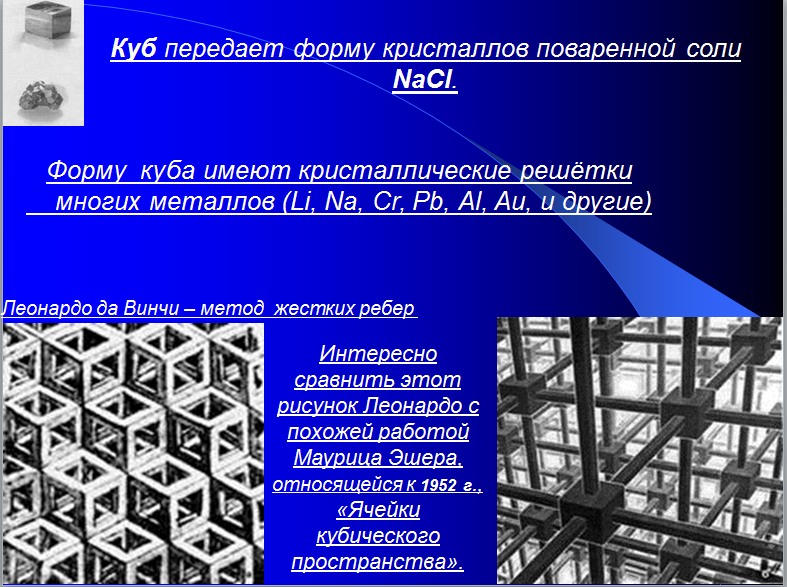 Куб передает форму кристаллов поваренной соли
NaCl.
Форму куба имеют кристаллические решётки
многих металлов (Li, Na, Cr, Pb, Al, Au, и другие)
Леонардо да Винчи – метод жестких ребер
Интересно
сравнить этот
рисунок Леонардо с
похожей работой
Маурица Эшера,
относящейся к 1952 г.,
«Ячейки
кубического
пространства».